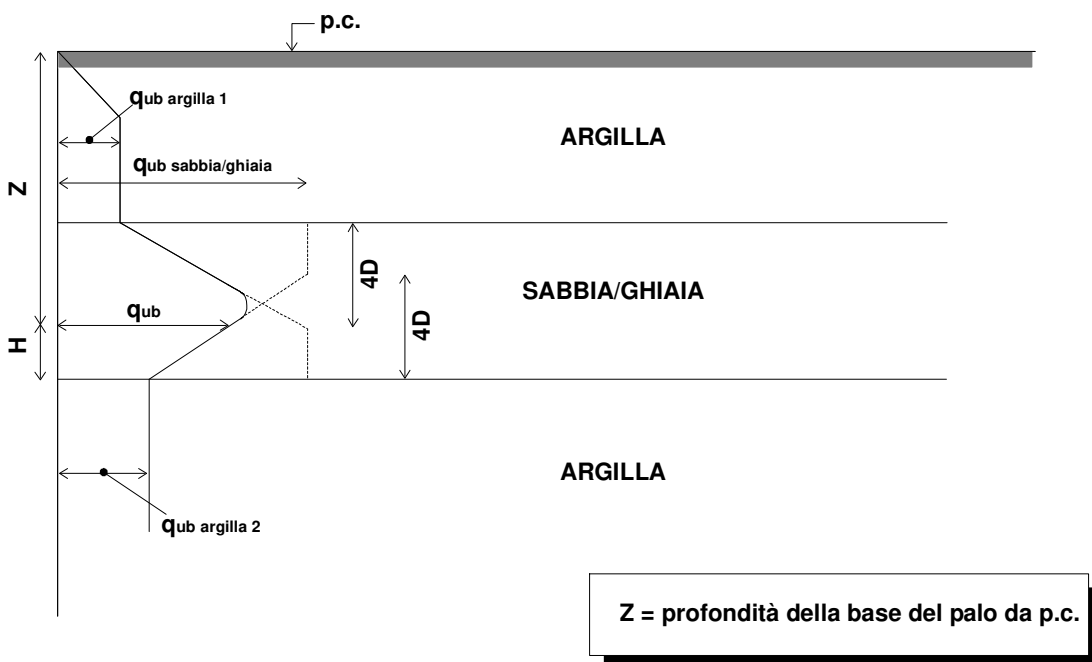 p.c.
qub argilla 1
ARGILLA
qub sabbia/ghiaia
Z
4D
SABBIA/GHIAIA
qub
4D
H
ARGILLA
qub argilla 2
Z = profondità della base del palo da p.c.